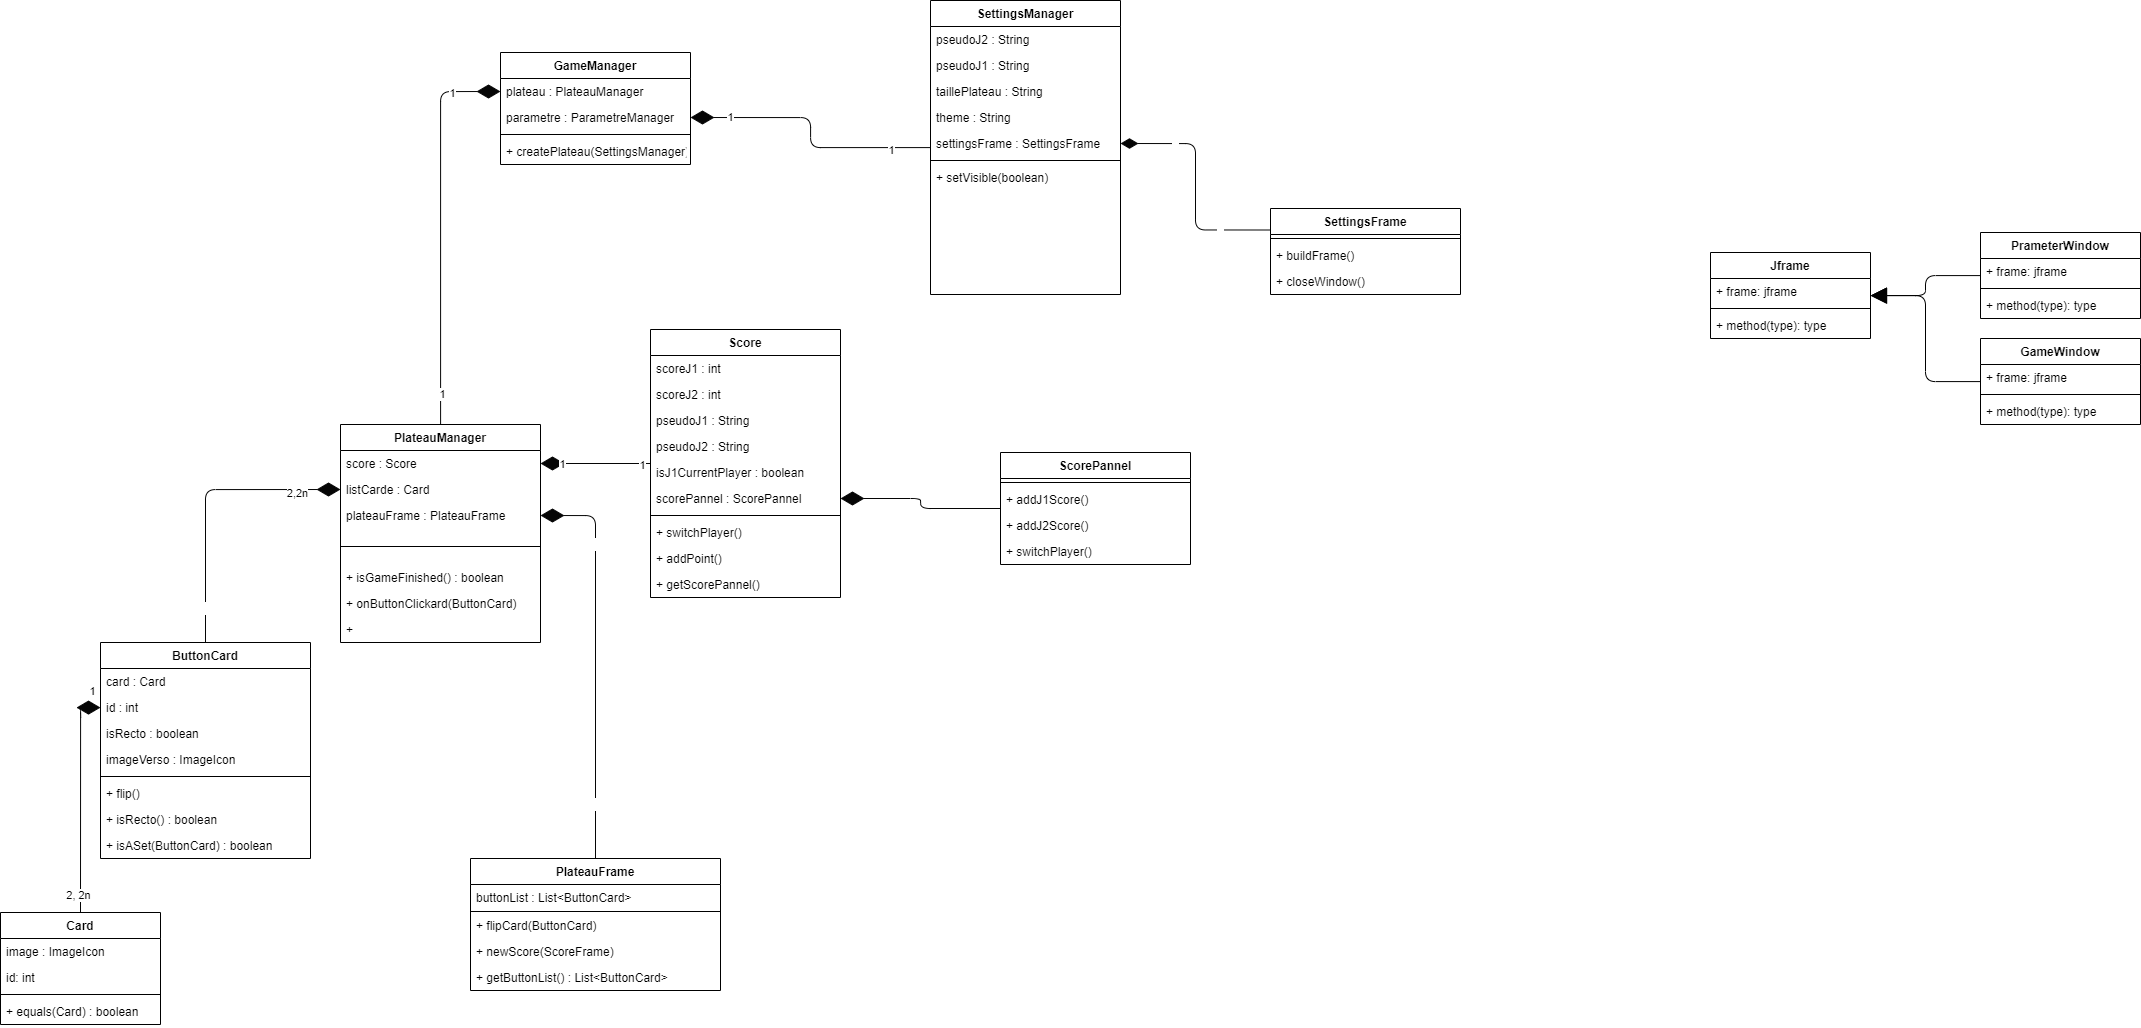 SettingsManager
pseudoJ2 : String
pseudoJ1 : String
taillePlateau : String
theme : String
settingsFrame : SettingsFrame
+ setVisible(boolean)
GameManager
plateau : PlateauManager
parametre : ParametreManager
+ createPlateau(SettingsManager
1
1
1
1
SettingsFrame
+ buildFrame()
+ closeWindow()
Jframe
+ frame: jframe
+ method(type): type
PrameterWindow
+ frame: jframe
+ method(type): type
GameWindow
+ frame: jframe
+ method(type): type
Score
scoreJ1 : int
scoreJ2 : int
pseudoJ1 : String
pseudoJ2 : String
isJ1CurrentPlayer : boolean
scorePannel : ScorePannel
+ switchPlayer()
+ addPoint()
+ getScorePannel()
ScorePannel
+ addJ1Score()
+ addJ2Score()
+ switchPlayer()
PlateauManager
score : Score
listCarde : Card
plateauFrame : PlateauFrame
+ isGameFinished() : boolean
+ onButtonClickard(ButtonCard)
+
1
1
2,2n
ButtonCard
card : Card
id : int
isRecto : boolean
imageVerso : ImageIcon
+ flip()
+ isRecto() : boolean
+ isASet(ButtonCard) : boolean
1
2, 2n
PlateauFrame
buttonList : List<ButtonCard>
+ flipCard(ButtonCard)
+ newScore(ScoreFrame)
+ getButtonList() : List<ButtonCard>
Card
image : ImageIcon
id: int
+ equals(Card) : boolean